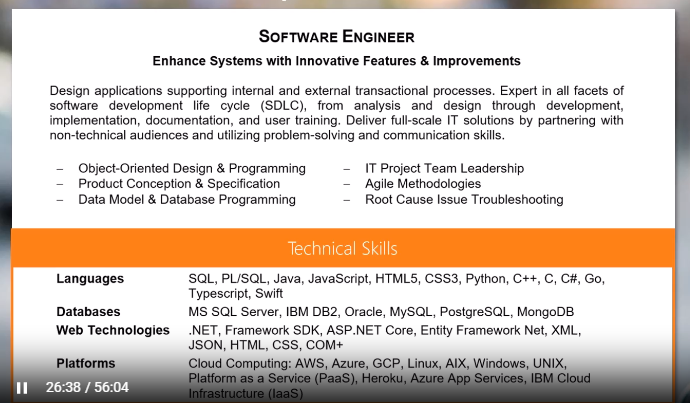 SOFTWARE ENGINEER
Enhance Systems with Innovative Features & Improvements
Design applications supporting internal and external transactional processes. Expert in all facets of
software development life cycle (SDLC), from analysis and design through development,
implementation, documentation, and user training. Deliver full-scale IT solutions by partnering with
non-technical audiences and utilizing problem-solving and communication skills.
– Object-Oriented Design & Programming
– Product Conception & Specification
– Data Model & Database Programming
– IT Project Team Leadership
– Agile Methodologies
– Root Cause Issue Troubleshooting
Technical Skills
Languages SQL, PL/SQL, Java, JavaScript, HTML5, CSS3, Python, C++, C, C#, Go,
Typescript, Swift
Databases MS SQL Server, IBM DB2, Oracle, MySQL, PostgreSQL, MongoDB
Web Technologies .NET, Framework SDK, ASP.NET Core, Entity Framework Net, XML,
JSON, HTML, CSS, COM+
Platforms Cloud Computing: AWS, Azure, GCP, Linux, AIX, Windows, UNIX,
Platform as a Service (PaaS), Heroku, Azure App Services, IBM Cloud
Infrastructure (IaaS)
26:38 / 56:04